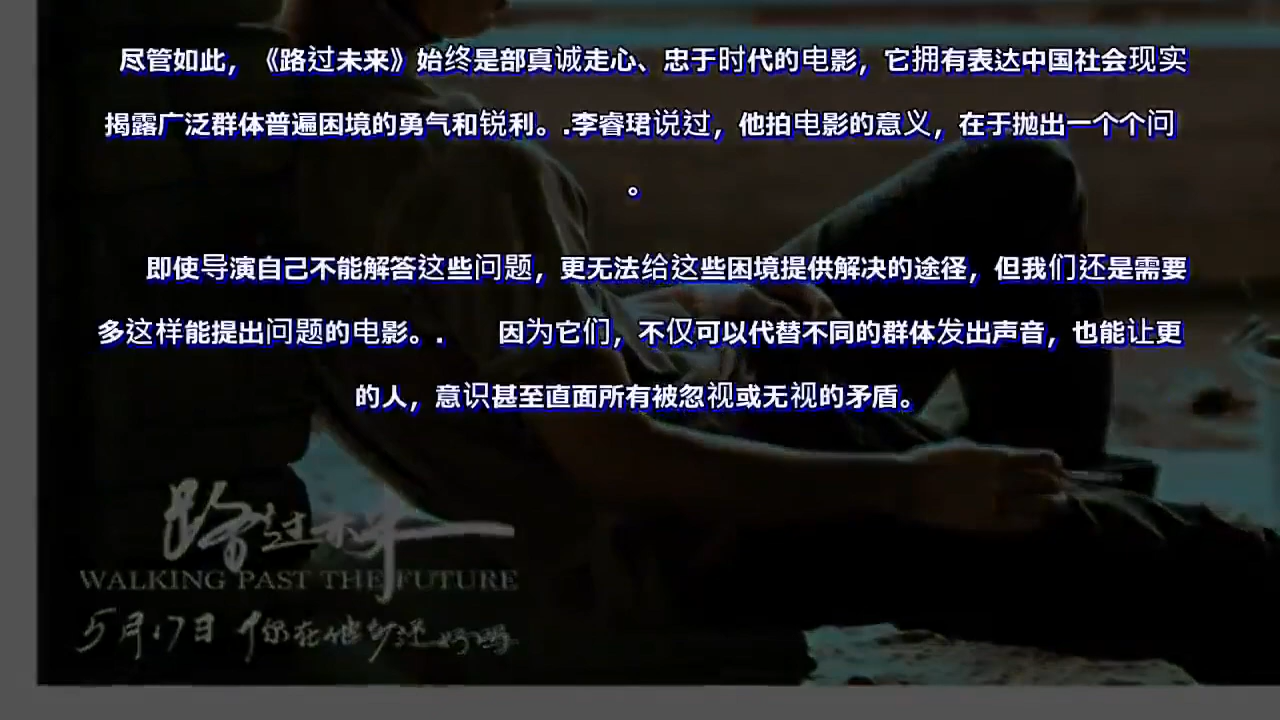 尽管如此，《路过未来》始终是部真诚走心、忠于时代的电影，它拥有表达中国社会现实
揭露广泛群体普遍困境的勇气和锐利。.李睿珺说过，他拍电影的意义，在于抛出一个个问
。
即使导演自己不能解答这些问题，更无法给这些困境提供解决的途径，但我们还是需要
多这样能提出问题的电影。. 因为它们，不仅可以代替不同的群体发出声音，也能让更
的人，意识甚至直面所有被忽视或无视的矛盾。
路过未来
WALKING PAST THE FUTURE
5月17日 你在他乡还好吗